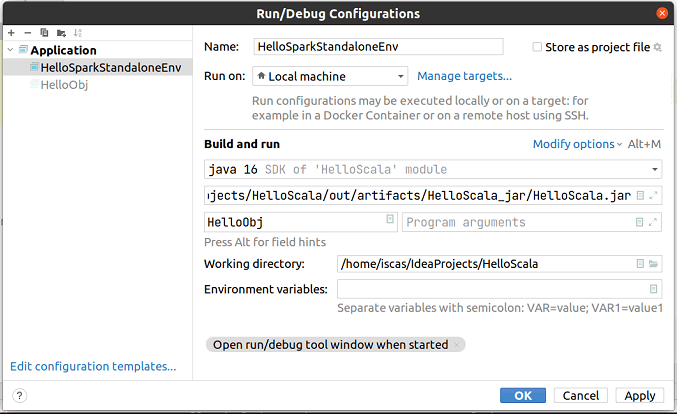 Run/Debug Configurations
Application
HelloSparkStandaloneEnv
HelloObj
Name: HelloSparkStandaloneEnv Store as project file
Run on: Local machine Manage targets...
Run configurations may be executed locally or on a target: for
example in a Docker Container or on a remote host using SSH.
Build and run Modify options Alt+M
java 16 SDK of 'HelloScala' module
jects/HelloScala/out/artifacts/HelloScala_jar/HelloScala.jar
HelloObj Program arguments
Press Alt for field hints
Working directory: /home/iscas/IdeaProjects/HelloScala
Environment variables:
Separate variables with semicolon: VAR=value; VAR1=value1
Open run/debug tool window when started ×
Edit configuration templates...
? OK Cancel Apply